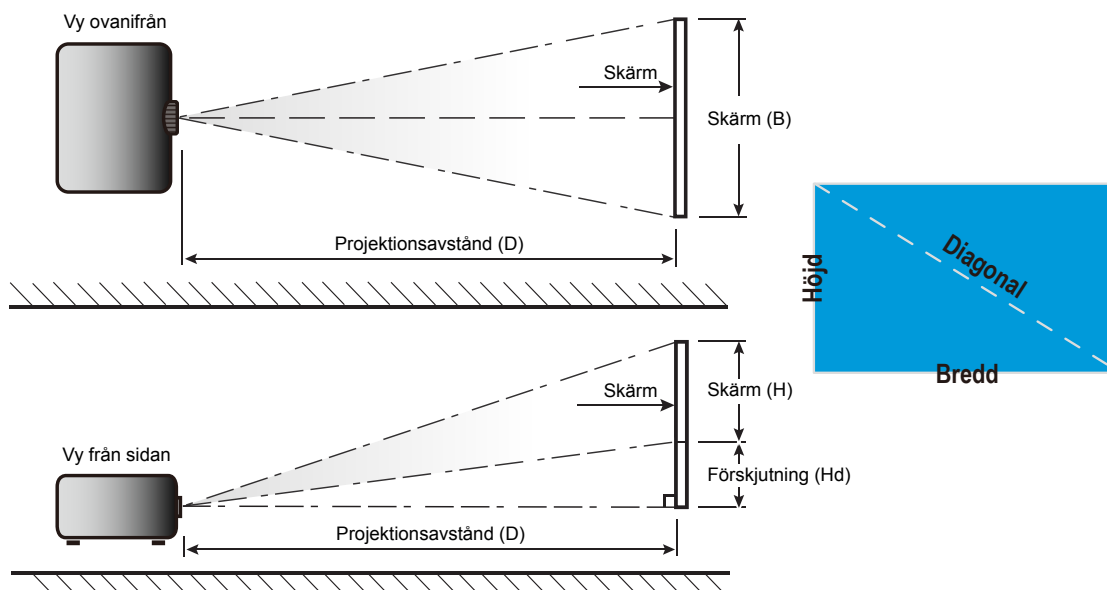 Vy ovanifrån
Skärm
Skärm (B)
Projektionsavstånd (D)
Höjd
Diagonal
Bredd
Skärm
Skärm (H)
Vy från sidan
Förskjutning (Hd)
Projektionsavstånd (D)